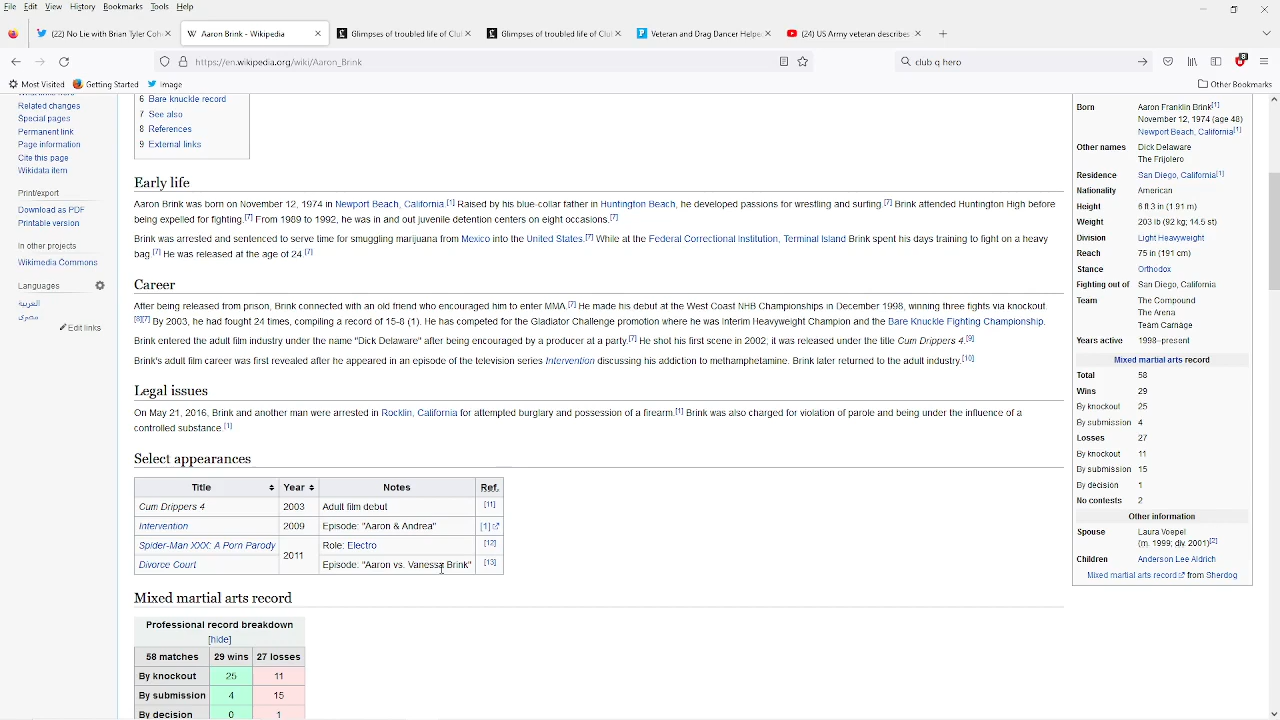 File Edit View History Bookmarks Tools Help
(22) No Lie with Brian Tyler Coh
Aaron Brink - Wikipedia
Glimpses of troubled life of Clu
Glimpses of troubled life of Clul
Veteran and Drag Dancer Helpe
(24) US Army veteran describes
https://en.wikipedia.org/wiki/Aaron_Brink
club q hero
8
Most Visited
Getting Started
image
Other Bookmarks
Related changes
Special pages
Permanent link
Page information
Cite this page
Wikidata item
Print/export
Download as PDF
Printable version
In other projects
Wikimedia Commons
Languages
العربية
مصرى
Edit links
6 Bare knuckle record
7 See also
8 References
9 External links
Early life
Aaron Brink was born on November 12, 1974 in Newport Beach, California.[1] Raised by his blue-collar father in Huntington Beach, he developed passions for wrestling and surfing.[7] Brink attended Huntington High before
being expelled for fighting.[7] From 1989 to 1992, he was in and out juvenile detention centers on eight occasions.[7]
Brink was arrested and sentenced to serve time for smuggling marijuana from Mexico into the United States.[7] While at the Federal Correctional Institution, Terminal Island Brink spent his days training to fight on a heavy
bag.[7] He was released at the age of 24.[7]
Career
After being released from prison, Brink connected with an old friend who encouraged him to enter MMA.[7] He made his debut at the West Coast NHB Championships in December 1998, winning three fights via knockout.
[8][7] By 2003, he had fought 24 times, compiling a record of 15-8 (1). He has competed for the Gladiator Challenge promotion where he was Interim Heavyweight Champion and the Bare Knuckle Fighting Championship.
Brink entered the adult film industry under the name "Dick Delaware" after being encouraged by a producer at a party.[7] He shot his first scene in 2002; it was released under the title Cum Drippers 4.[9]
Brink's adult film career was first revealed after he appeared in an episode of the television series Intervention discussing his addiction to methamphetamine. Brink later returned to the adult industry.[10]
Legal issues
On May 21, 2016, Brink and another man were arrested in Rocklin, California for attempted burglary and possession of a firearm.[1] Brink was also charged for violation of parole and being under the influence of a
controlled substance.[1]
Select appearances
Title Year Notes Ref.
Cum Drippers 4 2003 Adult film debut [11]
Intervention 2009 Episode: "Aaron & Andrea" [1]
Spider-Man XXX: A Porn Parody 2011 Role: Electro [12]
Divorce Court Episode: "Aaron vs. Vanessa Brink" [13]
Mixed martial arts record
Professional record breakdown
[hide]
58 matches 29 wins 27 losses
By knockout 25 11
By submission 4 15
By decision 0 1
Born Aaron Franklin Brink[1]
November 12, 1974 (age 48)
Newport Beach, California[1]
Other names Dick Delaware
The Frijolero
Residence San Diego, California[1]
Nationality American
Height 6 ft 3 in (1.91 m)
Weight 203 lb (92 kg; 14.5 st)
Division Light Heavyweight
Reach 75 in (191 cm)
Stance Orthodox
Fighting out of San Diego, California
Team The Compound
The Arena
Team Carnage
Years active 1998–present
Mixed martial arts record
Total 58
Wins 29
By knockout 25
By submission 4
Losses 27
By knockout 11
By submission 15
By decision 1
No contests 2
Other information
Spouse Laura Voepel
(m. 1999; div. 2001)[2]
Children Anderson Lee Aldrich
Mixed martial arts record from Sherdog